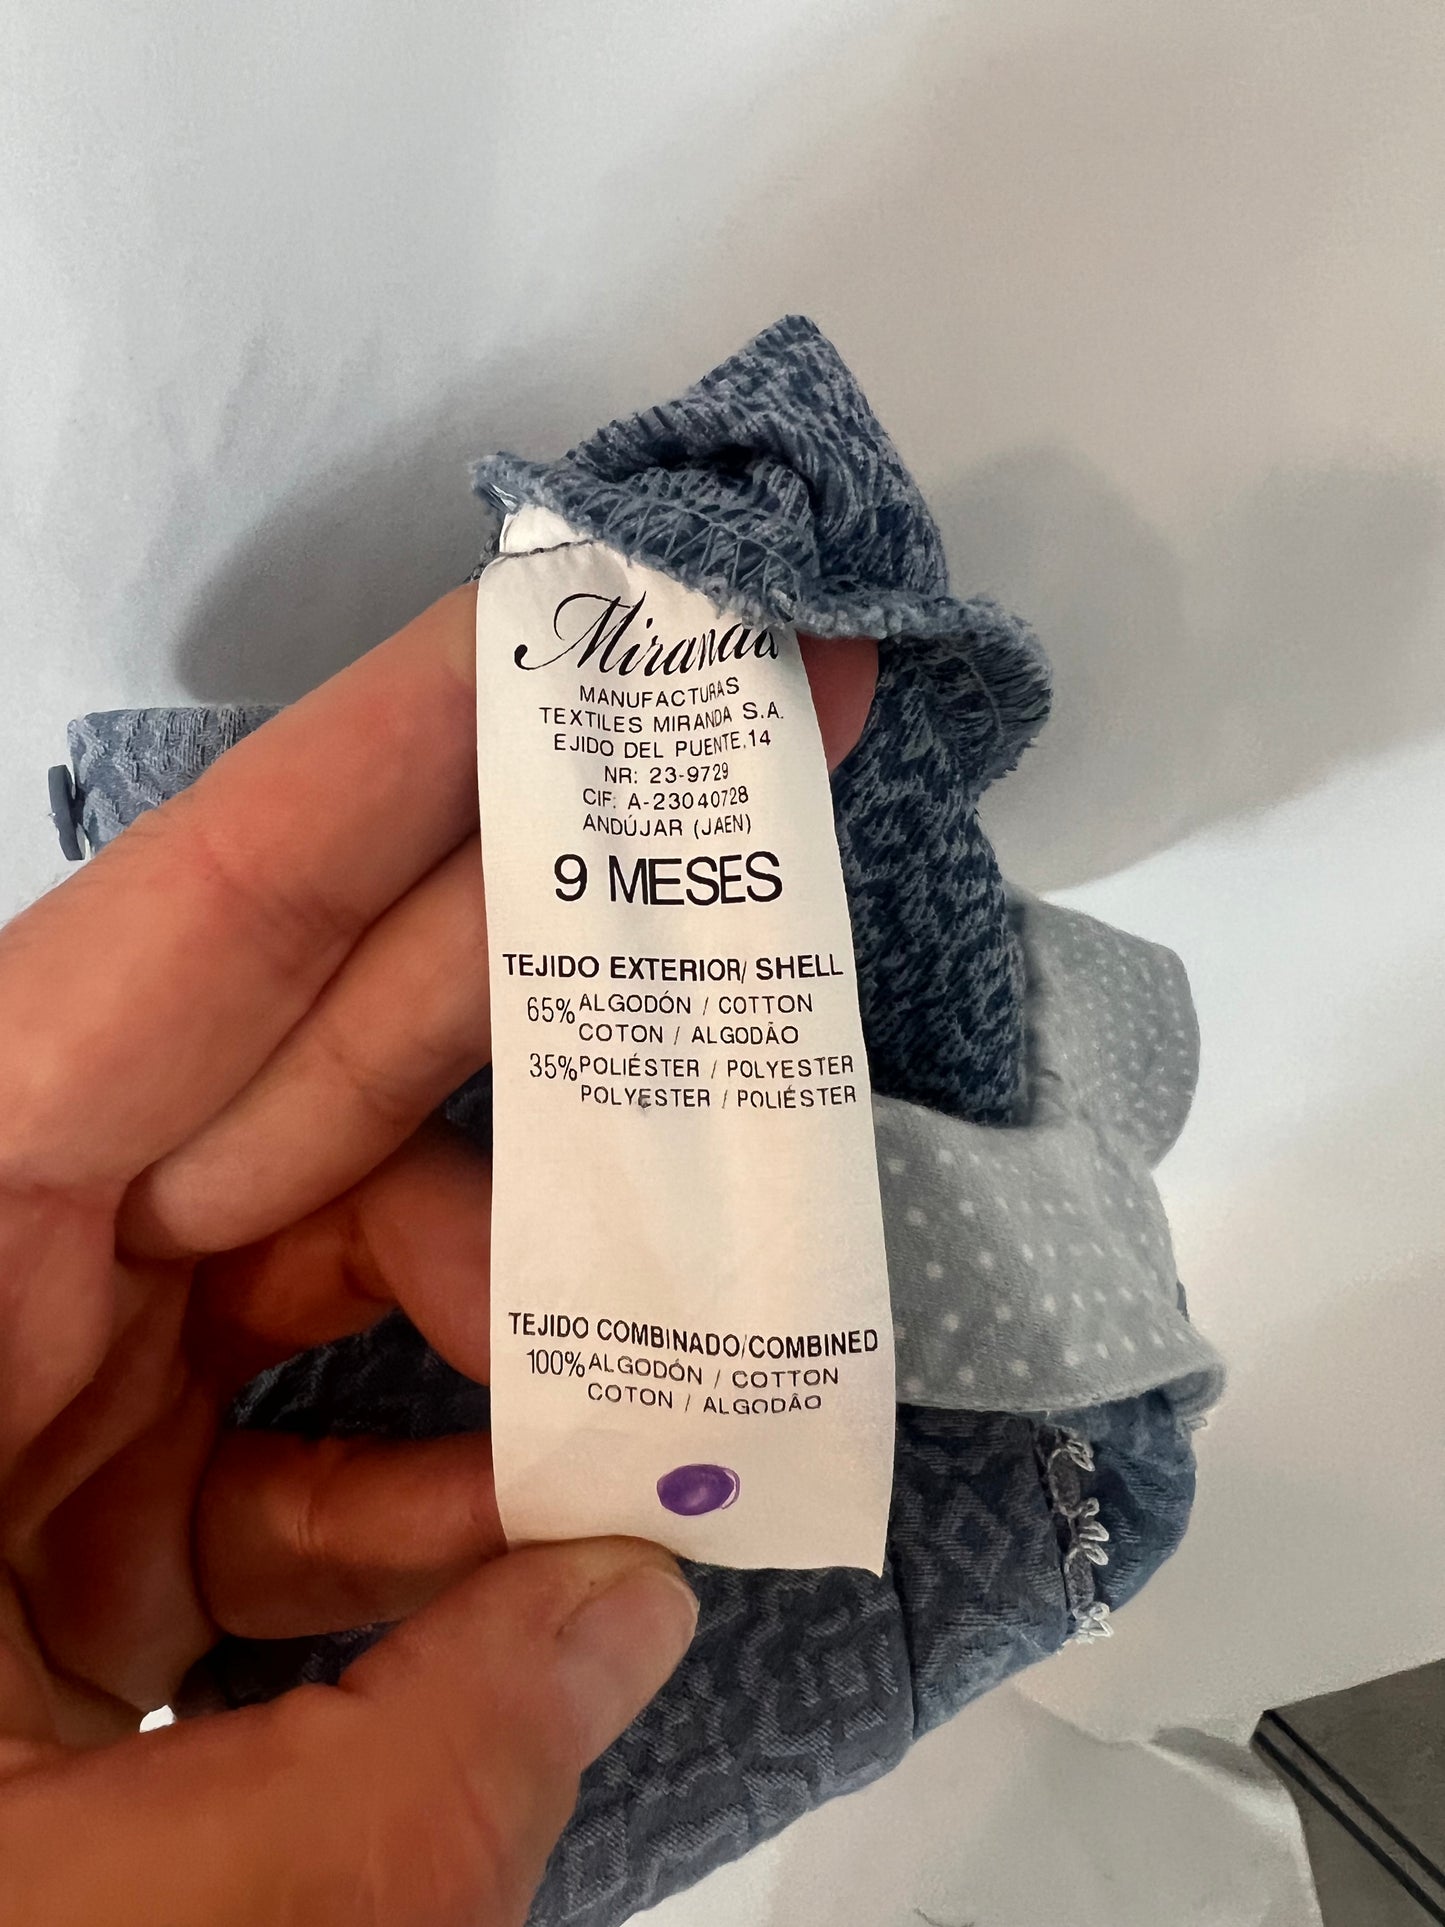 Miranda
MANUFACTURAS
TEXTILES MIRANDA S.A.
EJIDO DEL PUENTE,14
NR: 23-9729
CIF: A-23040728
ANDÚJAR (JAEN)
9 MESES
TEJIDO EXTERIOR/ SHELL
65% ALGODÓN / COTTON
COTON / ALGODÃO
35% POLIÉSTER / POLYESTER
POLYESTER / POLIÉSTER
TEJIDO COMBINADO/COMBINED
100% ALGODÓN / COTTON
COTON / ALGODÃO